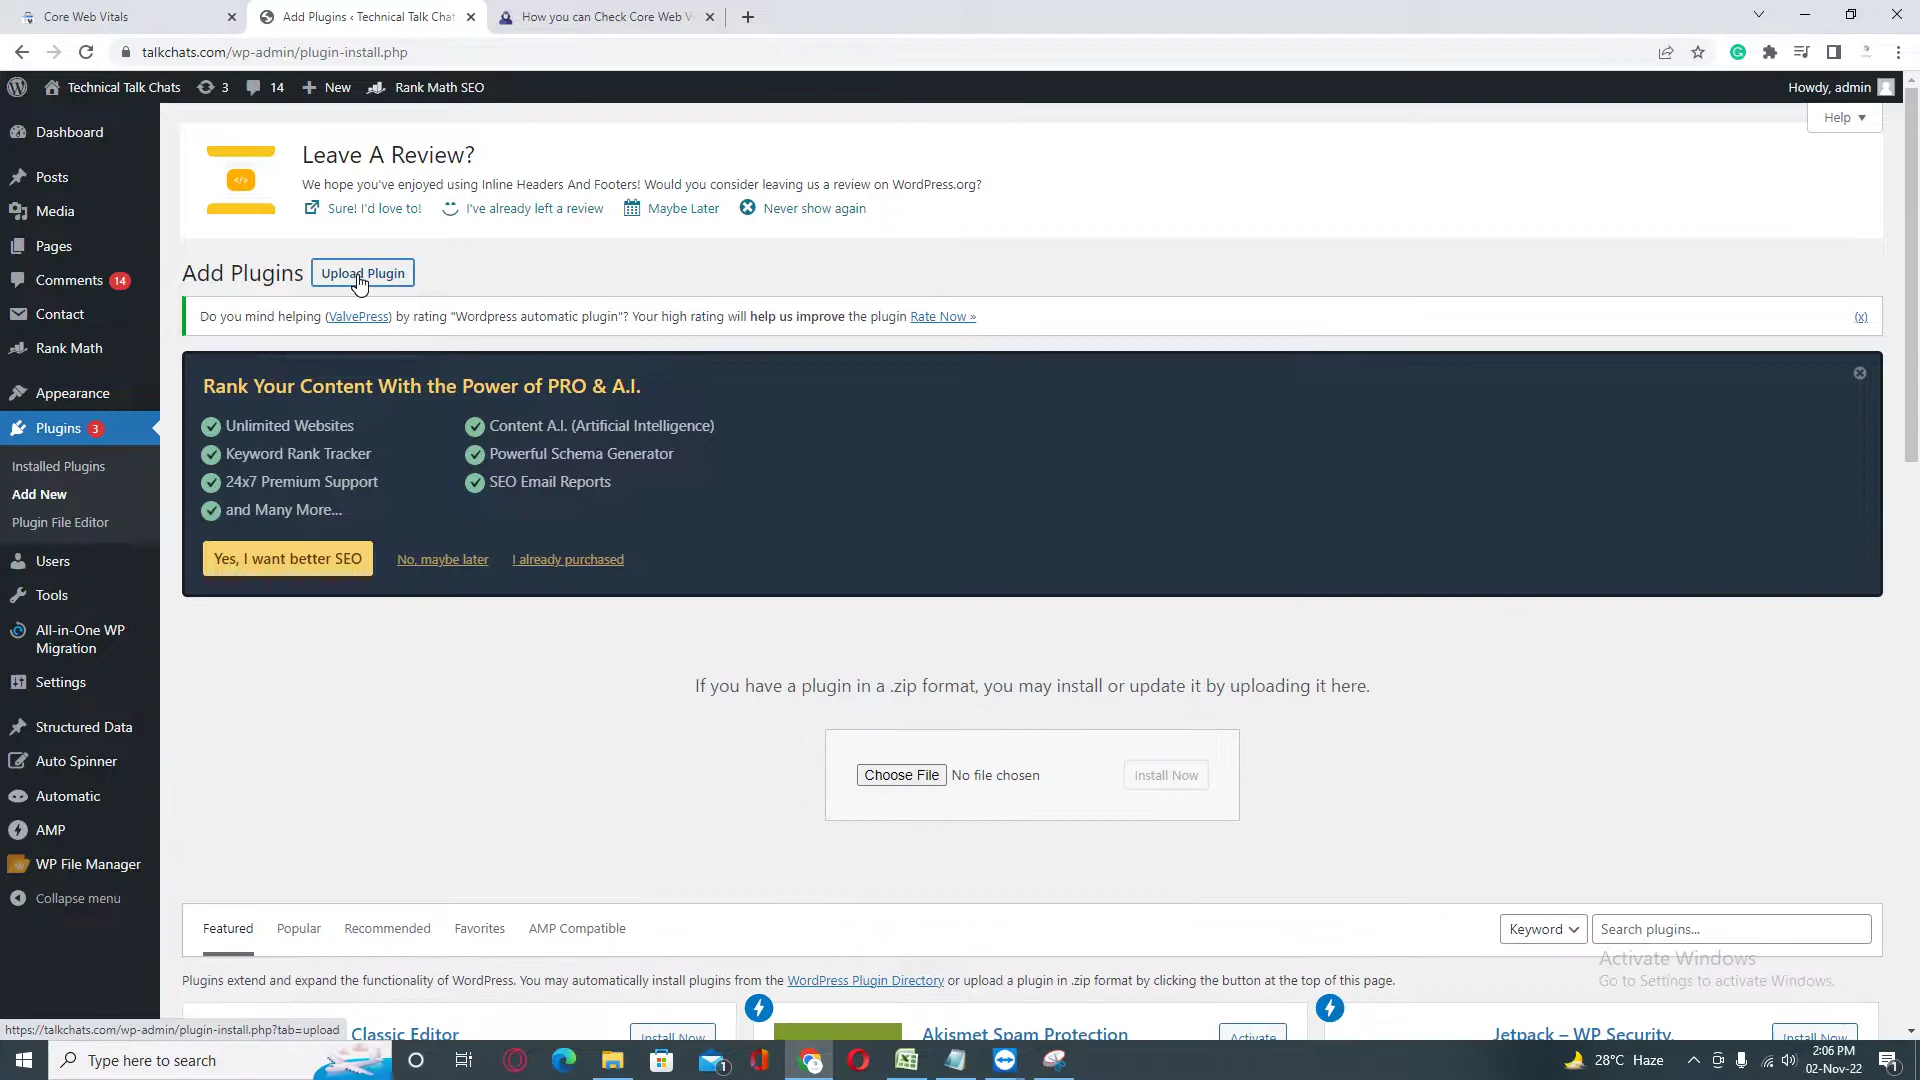 Core Web Vitals
Add Plugins ‹ Technical Talk Chat
How you can Check Core Web V
talkchats.com/wp-admin/plugin-install.php
Technical Talk Chats
3
14
New
Rank Math SEO
Howdy, admin
Help
Dashboard
Posts
Media
Pages
Comments 14
Contact
Rank Math
Appearance
Plugins 3
Installed Plugins
Add New
Plugin File Editor
Users
Tools
All-in-One WP
Migration
Settings
Structured Data
Auto Spinner
Automatic
AMP
WP File Manager
Collapse menu
Leave A Review?
We hope you've enjoyed using Inline Headers And Footers! Would you consider leaving us a review on WordPress.org?
Sure! I'd love to!
I've already left a review
Maybe Later
Never show again
Add Plugins
Upload Plugin
Do you mind helping (ValvePress) by rating "Wordpress automatic plugin"? Your high rating will help us improve the plugin Rate Now »
(x)
Rank Your Content With the Power of PRO & A.I.
Unlimited Websites
Content A.I. (Artificial Intelligence)
Keyword Rank Tracker
Powerful Schema Generator
24x7 Premium Support
SEO Email Reports
and Many More...
Yes, I want better SEO
No, maybe later
I already purchased
If you have a plugin in a .zip format, you may install or update it by uploading it here.
Choose File No file chosen
Install Now
Featured
Popular
Recommended
Favorites
AMP Compatible
Keyword
Search plugins...
Activate Windows
Go to Settings to activate Windows.
Plugins extend and expand the functionality of WordPress. You may automatically install plugins from the WordPress Plugin Directory or upload a plugin in .zip format by clicking the button at the top of this page.
Classic Editor
Install Now
Akismet Spam Protection
Activate
Jetpack – WP Security,
Install Now
https://talkchats.com/wp-admin/plugin-install.php?tab=upload
Type here to search
1
28°C Haze
2:06 PM
02-Nov-22
1